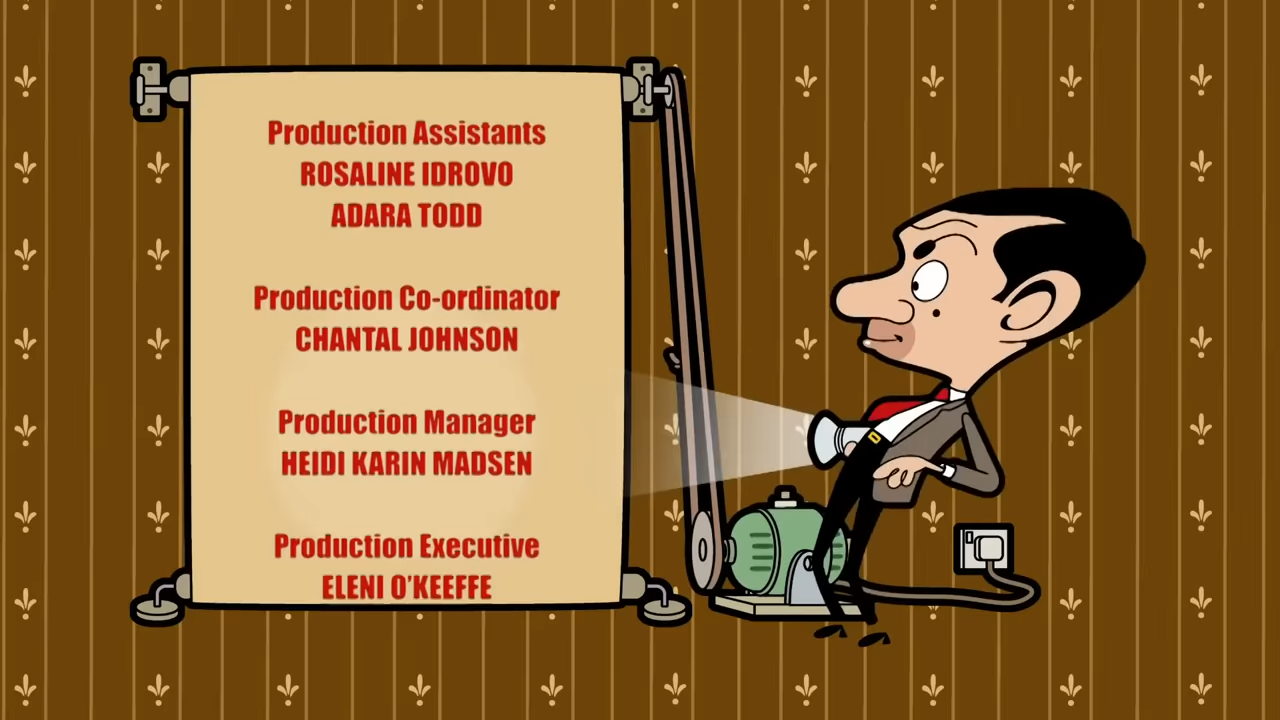 Production Assistants
ROSALINE IDROVO
ADARA TODD
Production Co-ordinator
CHANTAL JOHNSON
Production Manager
HEIDI KARIN MADSEN
Production Executive
ELENI O'KEEFFE